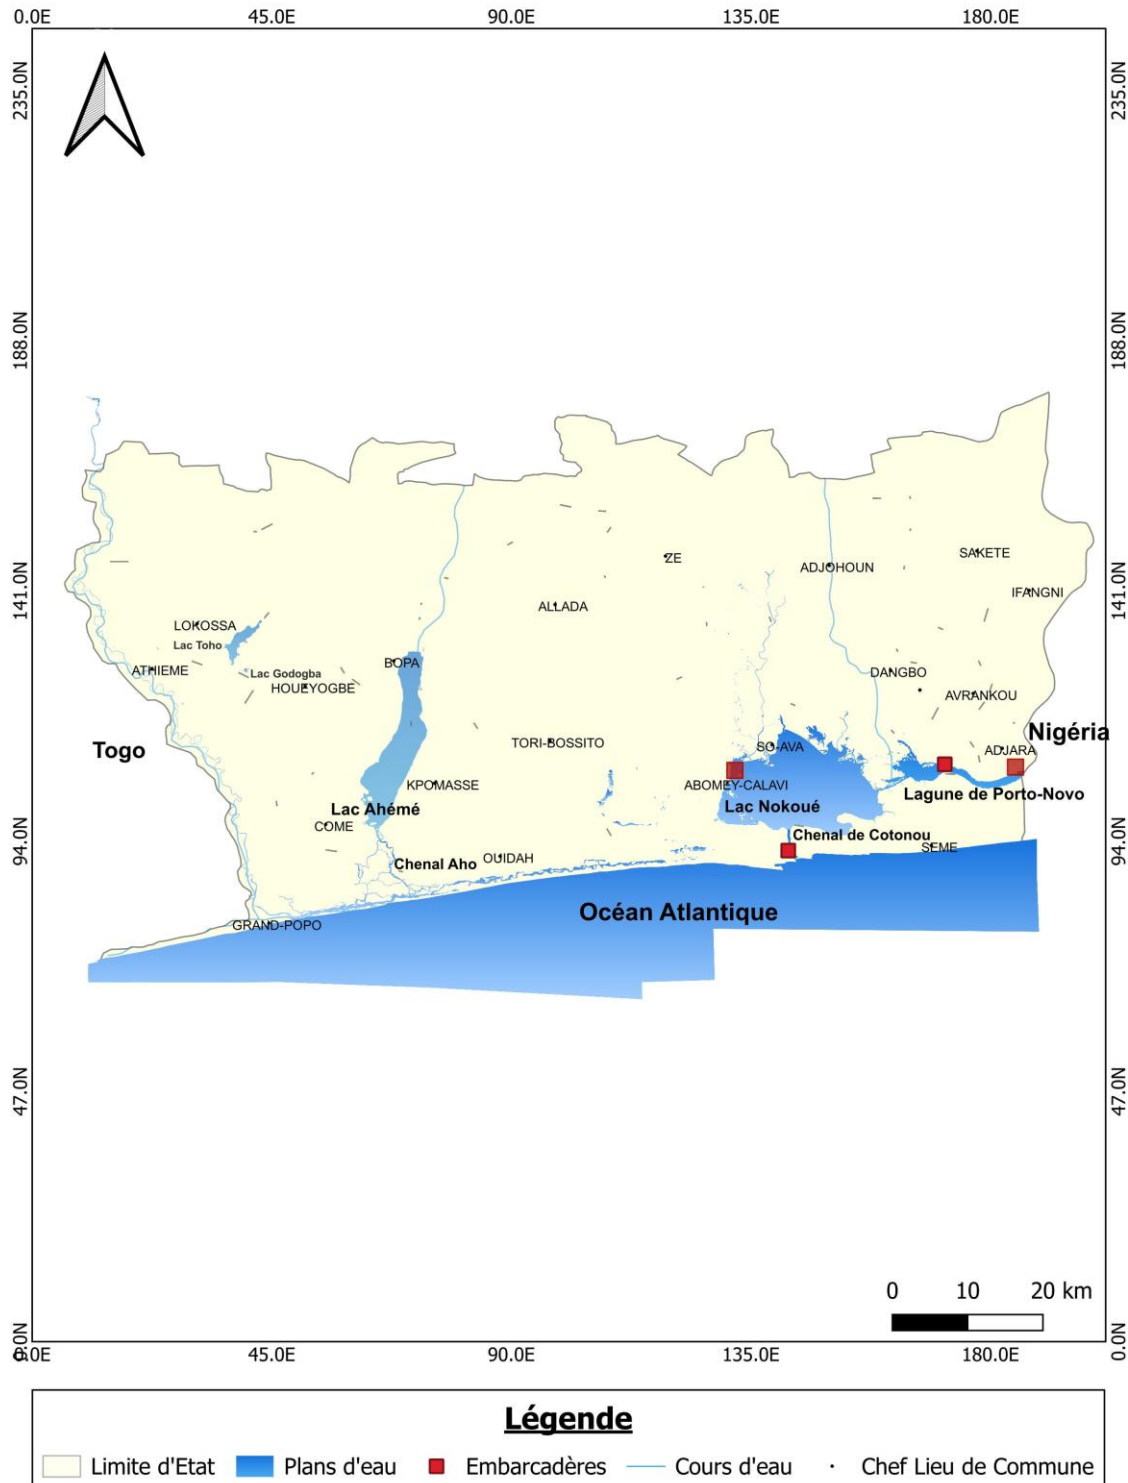 0.0E 45.0E 90.0E 135.0E 180.0E
235.0N 235.0N
188.0N 188.0N
141.0N 141.0N
ZE
SAKETE
ADJOHOUN
IFANGNI
ALLADA
LOKOSSA
Lac Toho
BOPA
ATHIEME
Lac Godogba
DANGBO
HOUEYOGBE
AVRANKOU
Nigéria
TORI-BOSSITO
SO-AVA
Togo
ADJARA
KPOMASSE
ABOMEY-CALAVI
Lagune de Porto-Novo
Lac Ahémé
Lac Nokoué
COME
Chenal de Cotonou
94.0N 94.0N
SEME
OUIDAH
Chenal Aho
Océan Atlantique
GRAND-POPO
47.0N 47.0N
0 10 20 km
0.0N 0.0N
0.0E 45.0E 90.0E 135.0E 180.0E
Légende
Limite d'Etat Plans d'eau Embarcadères Cours d'eau Chef Lieu de Commune